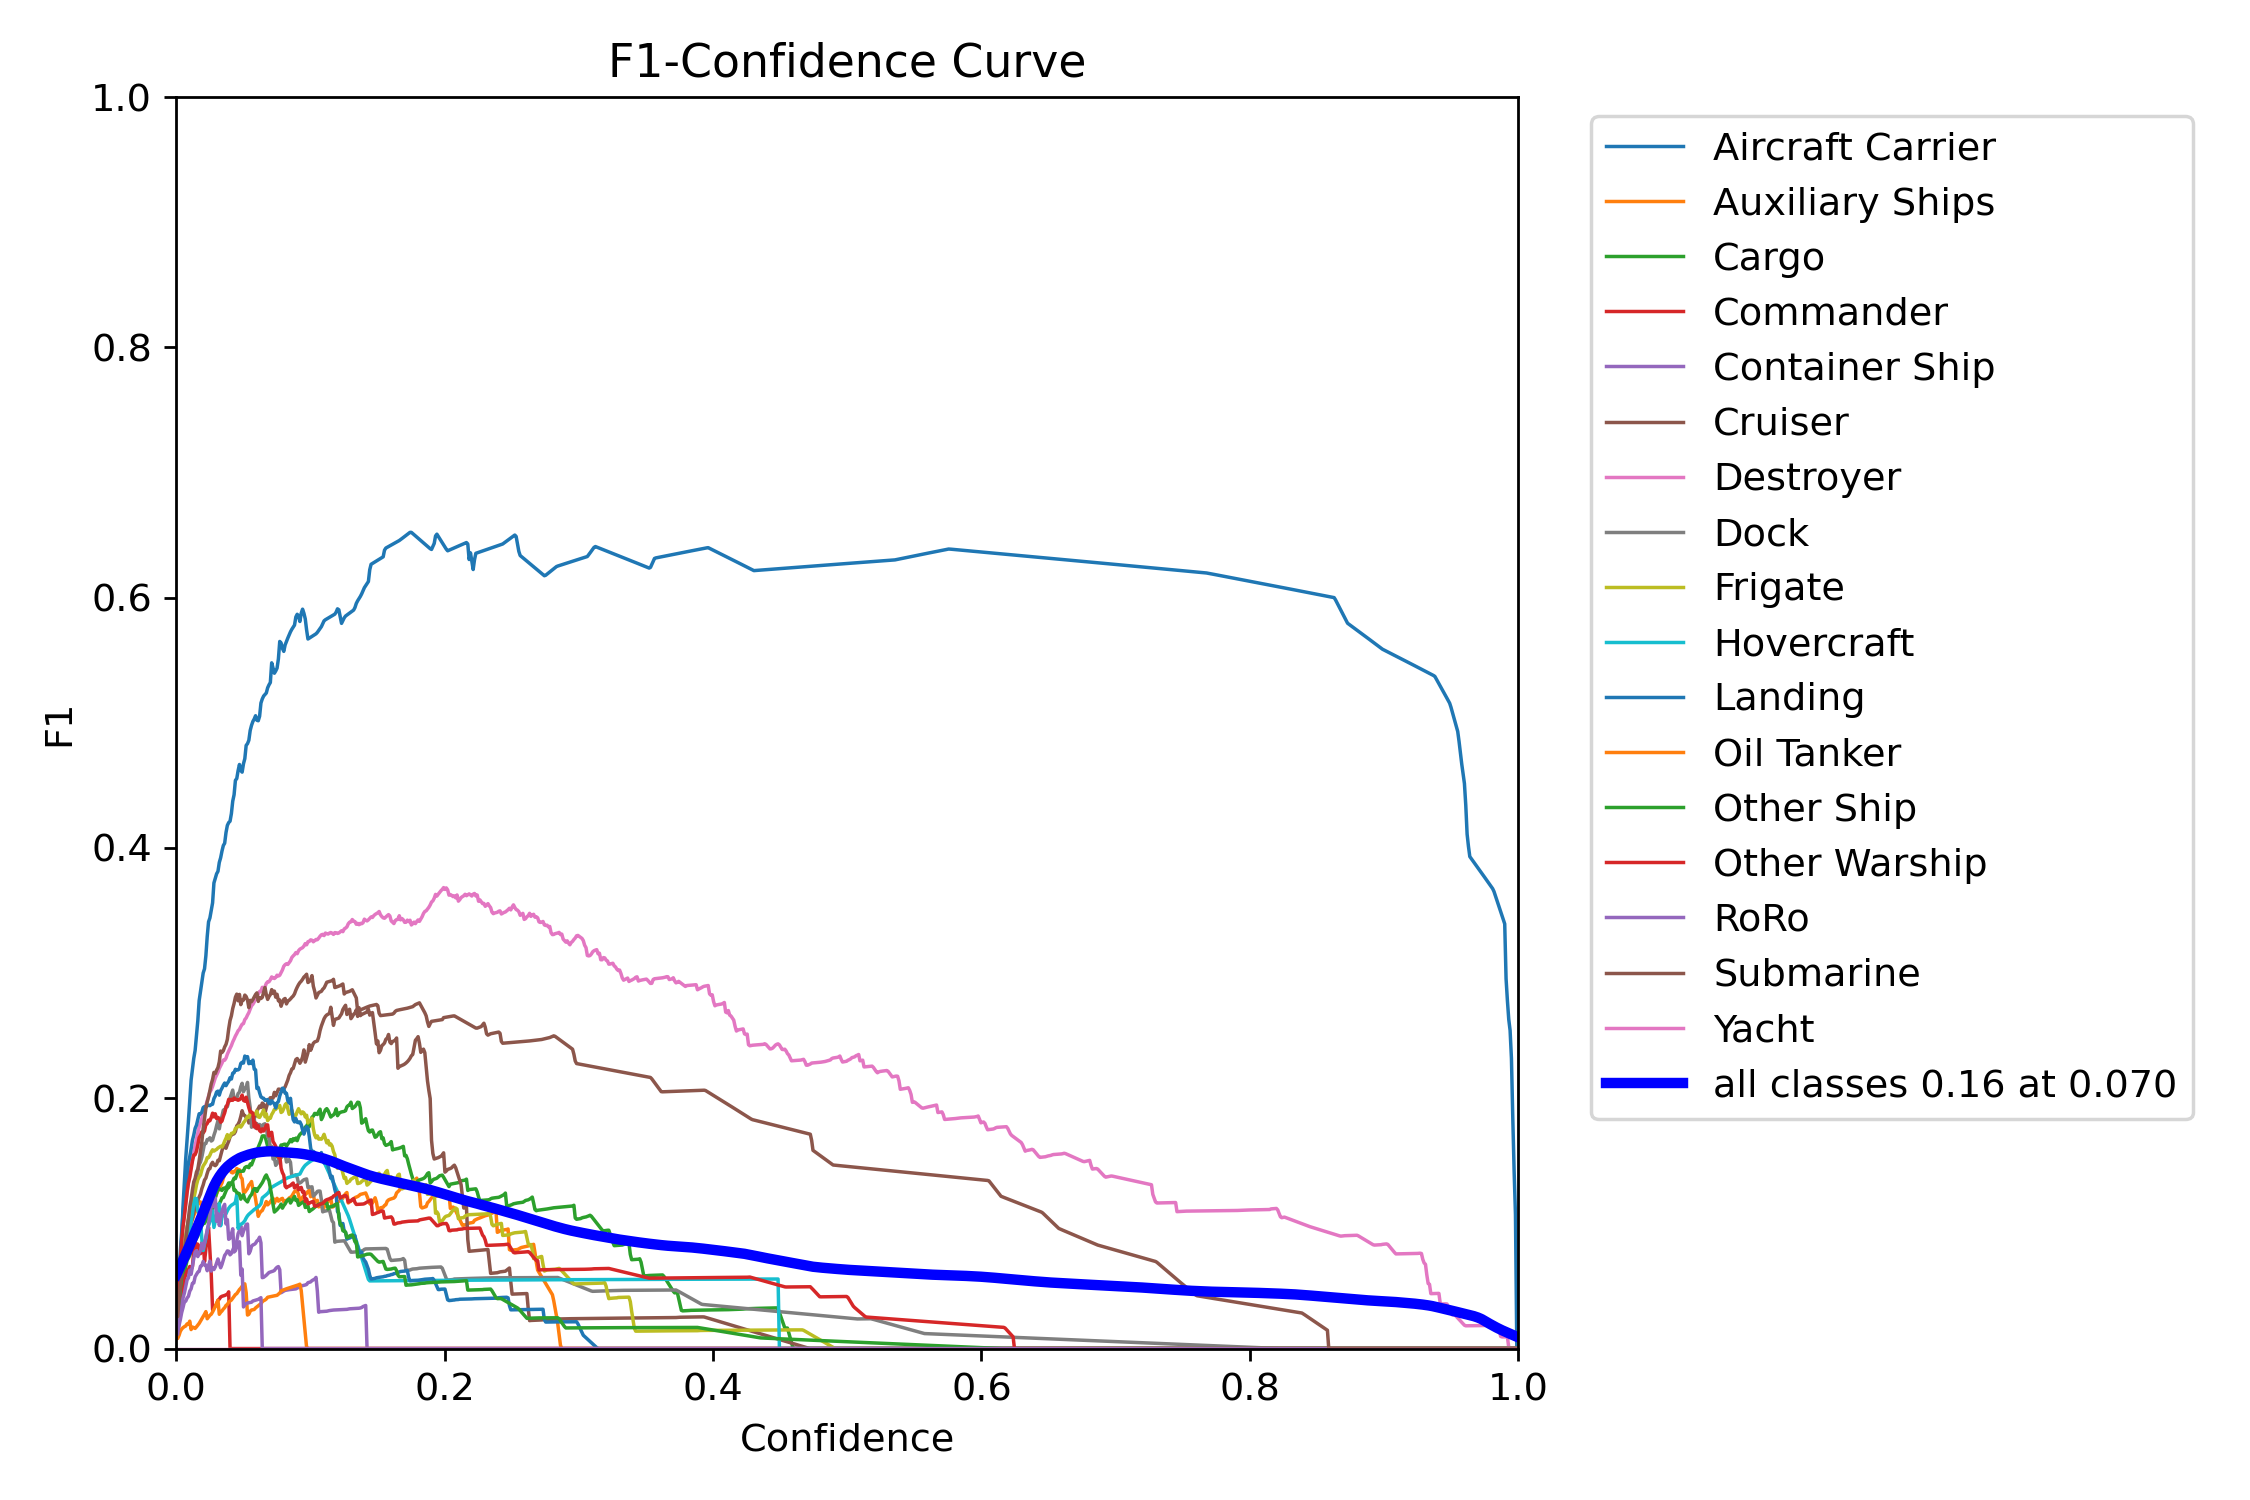 F1-Confidence Curve
1.0
0.8
0.6
0.4
0.2
0.0
F1
0.0 0.2 0.4 0.6 0.8 1.0
Confidence
Aircraft Carrier
Auxiliary Ships
Cargo
Commander
Container Ship
Cruiser
Destroyer
Dock
Frigate
Hovercraft
Landing
Oil Tanker
Other Ship
Other Warship
RoRo
Submarine
Yacht
all classes 0.16 at 0.070